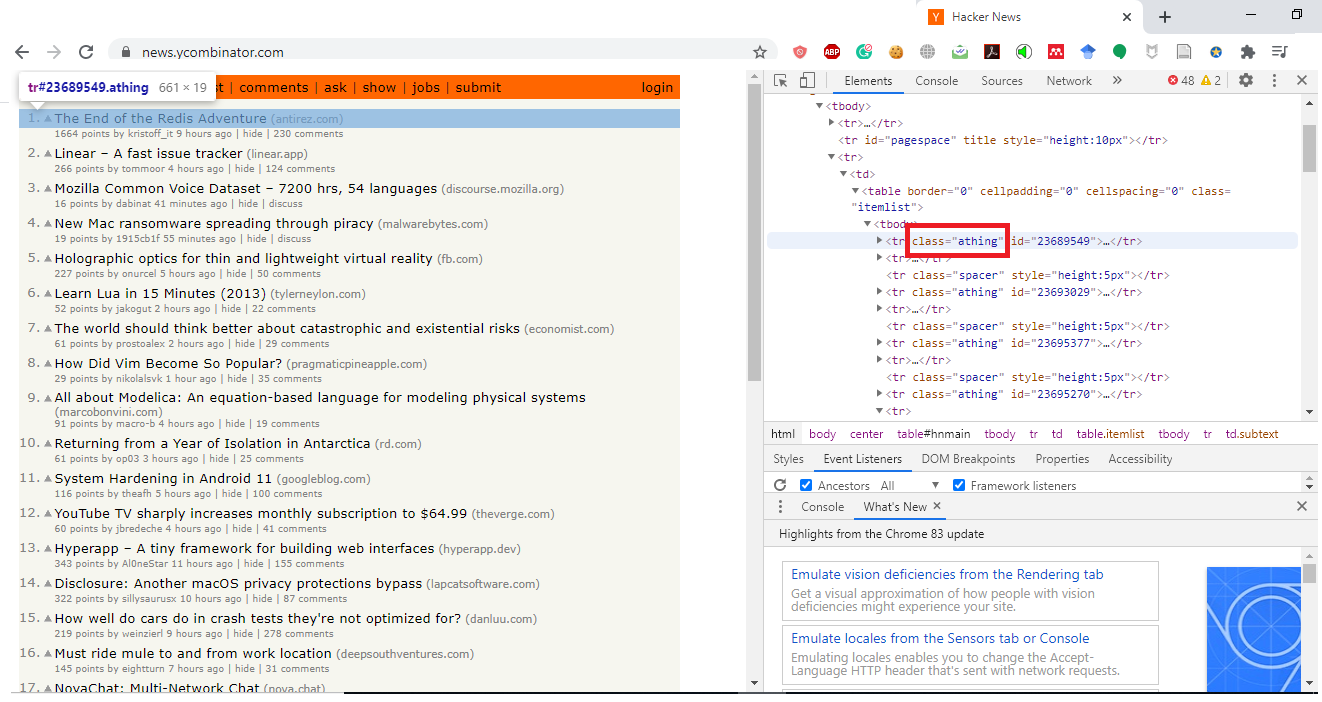 Hacker News
news.ycombinator.com
ABP
tr#23689549.athing 661 × 19
st | comments | ask | show | jobs | submit login
1. The End of the Redis Adventure (antirez.com)
1664 points by kristoff_it 9 hours ago | hide | 230 comments
2. Linear – A fast issue tracker (linear.app)
266 points by tommoor 4 hours ago | hide | 124 comments
3. Mozilla Common Voice Dataset – 7200 hrs, 54 languages (discourse.mozilla.org)
16 points by dabinat 41 minutes ago | hide | discuss
4. New Mac ransomware spreading through piracy (malwarebytes.com)
19 points by 1915cb1f 55 minutes ago | hide | discuss
5. Holographic optics for thin and lightweight virtual reality (fb.com)
227 points by onurcel 5 hours ago | hide | 50 comments
6. Learn Lua in 15 Minutes (2013) (tylerneylon.com)
52 points by jakogut 2 hours ago | hide | 22 comments
7. The world should think better about catastrophic and existential risks (economist.com)
61 points by prostoalex 2 hours ago | hide | 29 comments
8. How Did Vim Become So Popular? (pragmaticpineapple.com)
29 points by nikolalsvk 1 hour ago | hide | 35 comments
9. All about Modelica: An equation-based language for modeling physical systems
(marcobonvini.com)
91 points by macro-b 4 hours ago | hide | 19 comments
10. Returning from a Year of Isolation in Antarctica (rd.com)
61 points by op03 3 hours ago | hide | 25 comments
11. System Hardening in Android 11 (googleblog.com)
116 points by theafh 5 hours ago | hide | 100 comments
12. YouTube TV sharply increases monthly subscription to $64.99 (theverge.com)
60 points by jbredeche 4 hours ago | hide | 41 comments
13. Hyperapp – A tiny framework for building web interfaces (hyperapp.dev)
343 points by Al0neStar 11 hours ago | hide | 155 comments
14. Disclosure: Another macOS privacy protections bypass (lapcatsoftware.com)
322 points by sillysaurusx 10 hours ago | hide | 87 comments
15. How well do cars do in crash tests they're not optimized for? (danluu.com)
219 points by weinzierl 9 hours ago | hide | 278 comments
16. Must ride mule to and from work location (deepsouthventures.com)
145 points by eightturn 7 hours ago | hide | 31 comments
17. NovaChat: Multi-Network Chat (nova.chat)
Elements Console Sources Network » 48 2
<tbody>
<tr>…</tr>
<tr id="pagespace" title style="height:10px"></tr>
<tr>
<td>
<table border="0" cellpadding="0" cellspacing="0" class=
"itemlist">
<tbody>
<tr class="athing" id="23689549">…</tr>
<tr>…</tr>
<tr class="spacer" style="height:5px"></tr>
<tr class="athing" id="23693029">…</tr>
<tr>…</tr>
<tr class="spacer" style="height:5px"></tr>
<tr class="athing" id="23695377">…</tr>
<tr>…</tr>
<tr class="spacer" style="height:5px"></tr>
<tr class="athing" id="23695270">…</tr>
<tr>
html body center table#hnmain tbody tr td table.itemlist tbody tr td.subtext
Styles Event Listeners DOM Breakpoints Properties Accessibility
Ancestors All Framework listeners
Console What's New
Highlights from the Chrome 83 update
Emulate vision deficiencies from the Rendering tab
Get a visual approximation of how people with vision
deficiencies might experience your site.
Emulate locales from the Sensors tab or Console
Emulating locales enables you to change the Accept-
Language HTTP header that's sent with network requests.